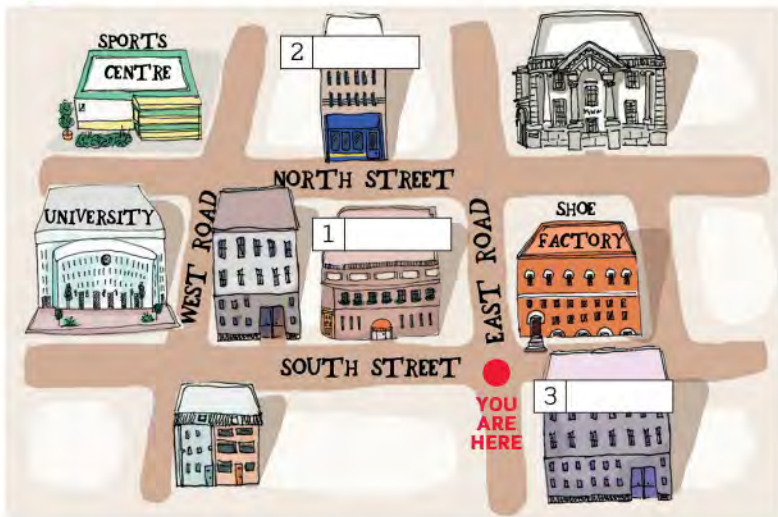 SPORTS
CENTRE
2
NORTH STREET
UNIVERSITY
WEST ROAD
1
EAST ROAD
SHOE
FACTORY
SOUTH STREET
YOU
ARE
HERE
3